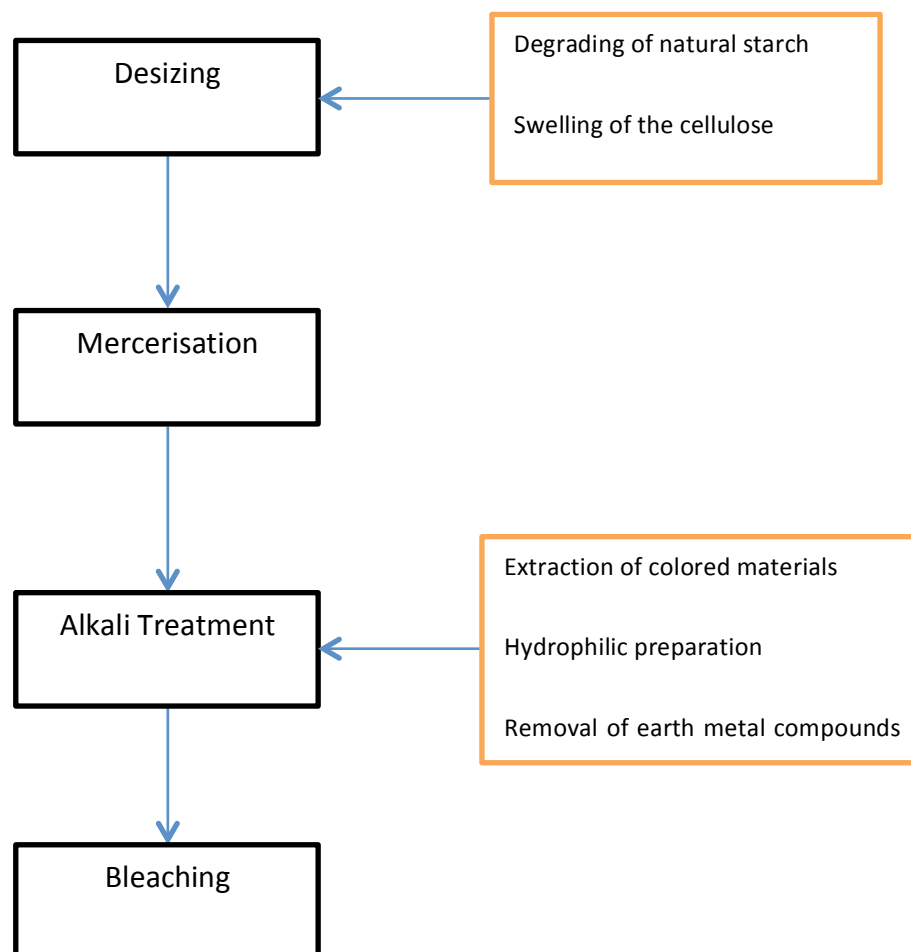 Desizing
Degrading of natural starch
Swelling of the cellulose
Mercerisation
Alkali Treatment
Extraction of colored materials
Hydrophilic preparation
Removal of earth metal compounds
Bleaching